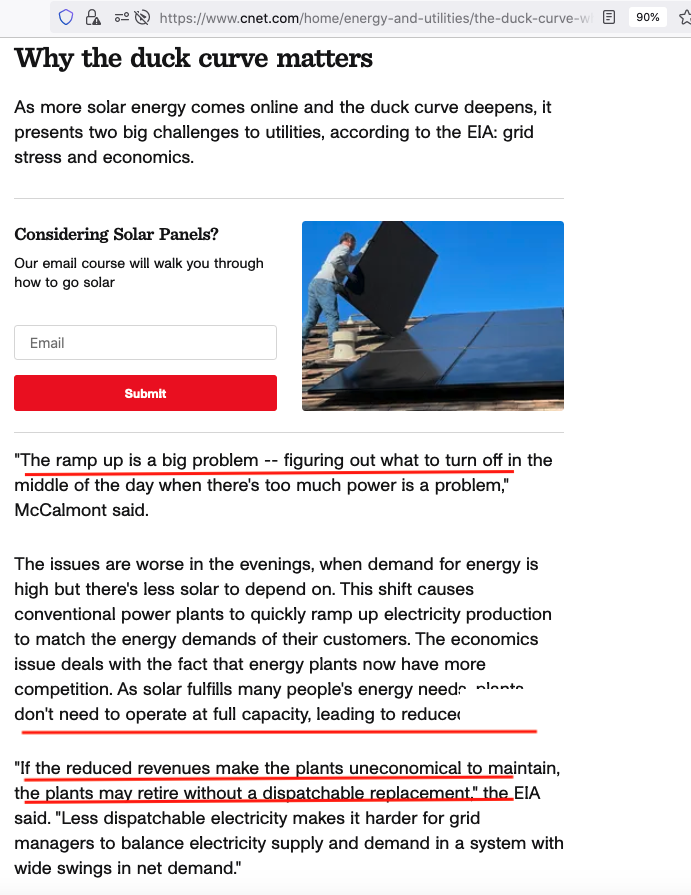 https://www.cnet.com/home/energy-and-utilities/the-duck-curve-w
90%
Why the duck curve matters
As more solar energy comes online and the duck curve deepens, it
presents two big challenges to utilities, according to the EIA: grid
stress and economics.
Considering Solar Panels?
Our email course will walk you through
how to go solar
Email
Submit
"The ramp up is a big problem -- figuring out what to turn off in the
middle of the day when there's too much power is a problem,"
McCalmont said.
The issues are worse in the evenings, when demand for energy is
high but there's less solar to depend on. This shift causes
conventional power plants to quickly ramp up electricity production
to match the energy demands of their customers. The economics
issue deals with the fact that energy plants now have more
competition. As solar fulfills many people's energy needs, plants
don't need to operate at full capacity, leading to reduced
"If the reduced revenues make the plants uneconomical to maintain,
the plants may retire without a dispatchable replacement," the EIA
said. "Less dispatchable electricity makes it harder for grid
managers to balance electricity supply and demand in a system with
wide swings in net demand."